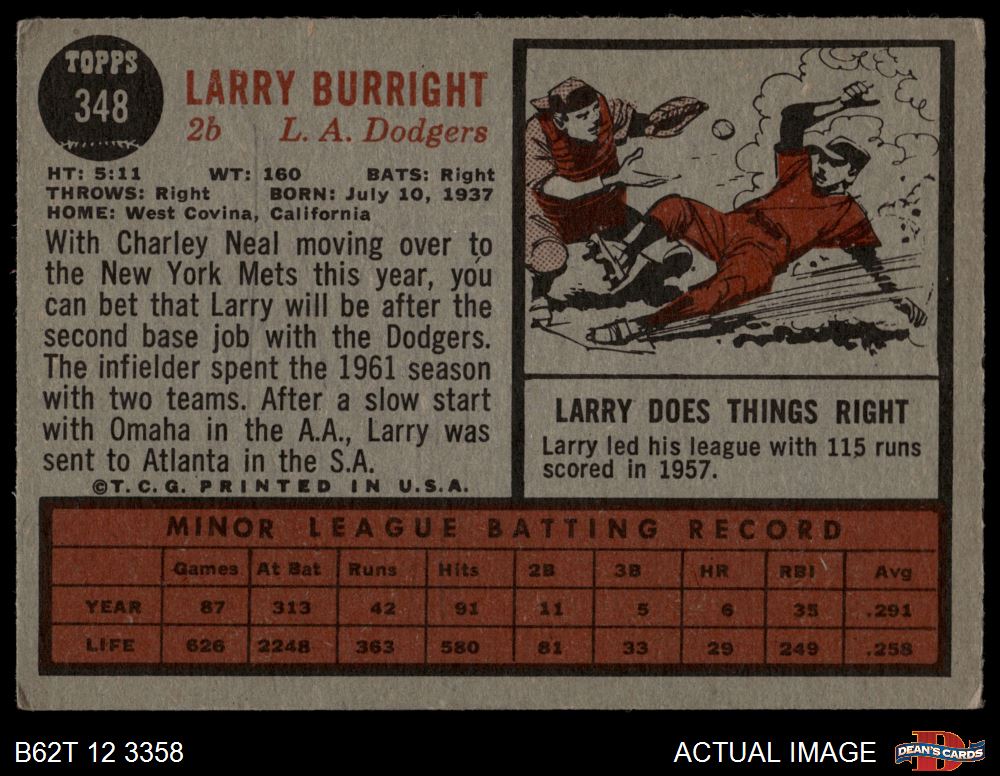 TOPPS
348
LARRY BURRIGHT
2b L. A. Dodgers
HT: 5:11 WT: 160 BATS: Right
THROWS: Right BORN: July 10, 1937
HOME: West Covina, California
With Charley Neal moving over to
the New York Mets this year, you
can bet that Larry will be after the
second base job with the Dodgers.
The infielder spent the 1961 season
with two teams. After a slow start
with Omaha in the A.A., Larry was
sent to Atlanta in the S.A.
©T. C. G. PRINTED IN U.S.A.
LARRY DOES THINGS RIGHT
Larry led his league with 115 runs
scored in 1957.
MINOR LEAGUE BATTING RECORD
Games At Bat Runs Hits 2B 3B HR RBI Avg
YEAR 87 313 42 91 11 5 6 35 .291
LIFE 626 2248 363 580 81 33 29 249 .258
B62T 12 3358
ACTUAL IMAGE
DEAN'S CARDS